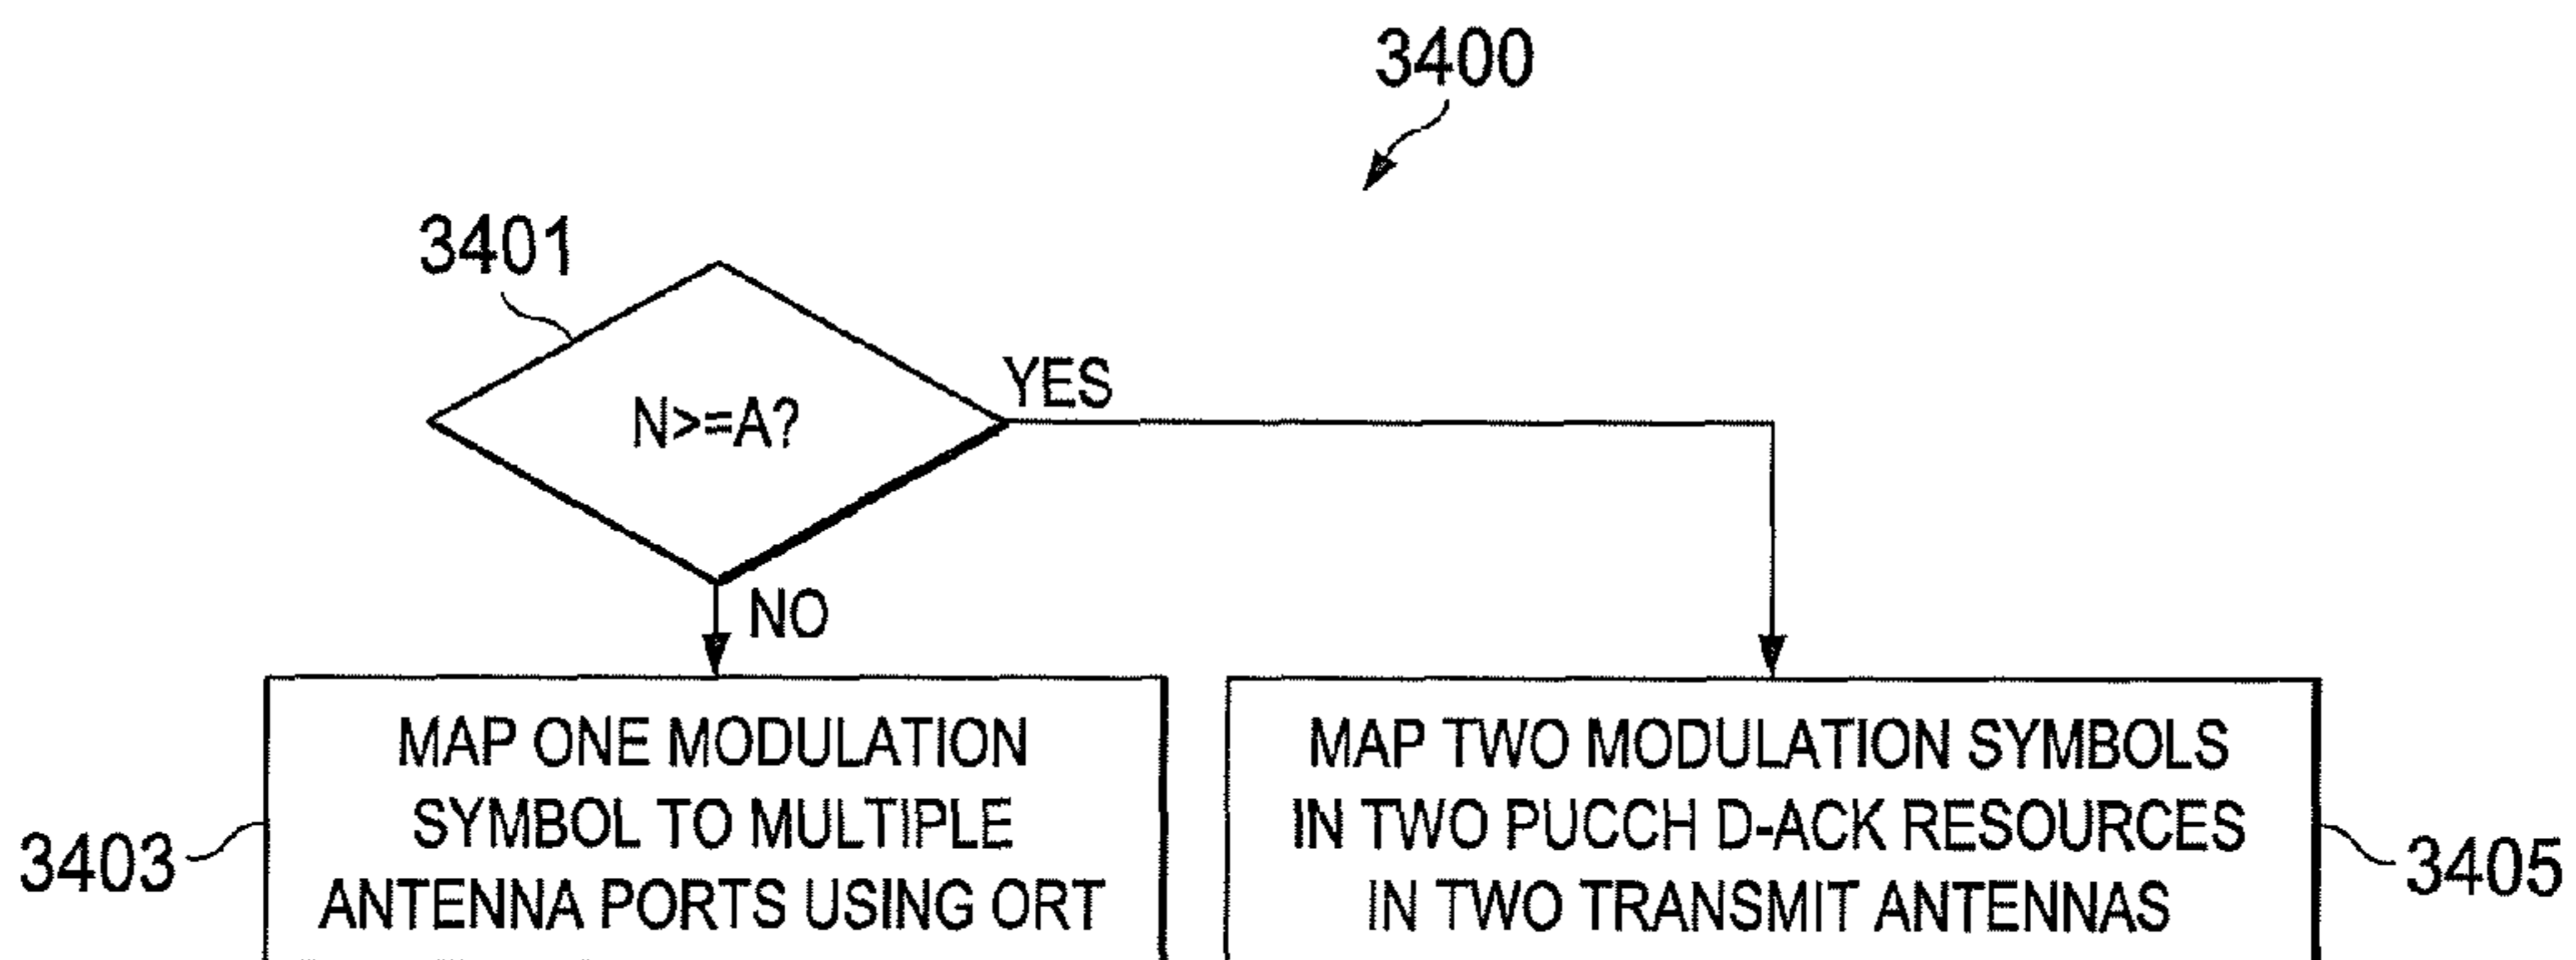 3400
3401
N>=A?
YES
NO
MAP ONE MODULATION
SYMBOL TO MULTIPLE
ANTENNA PORTS USING ORT
3403
MAP TWO MODULATION SYMBOLS
IN TWO PUCCH D-ACK RESOURCES
IN TWO TRANSMIT ANTENNAS
3405